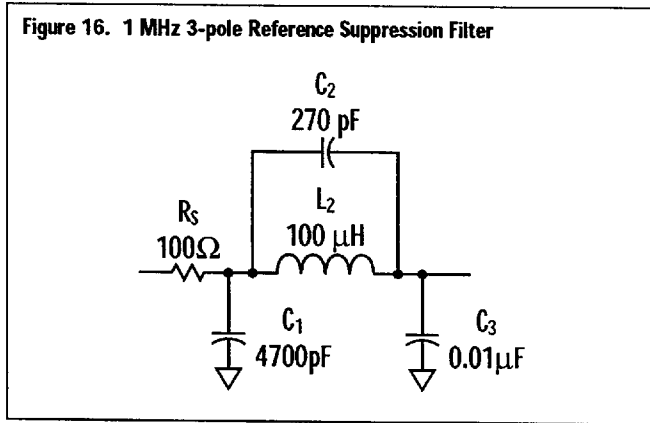 Figure 16. 1 MHz 3-pole Reference Suppression Filter
C₂
270 pF
L₂
100 µH
Rs
100Ω
C₁
4700pF
C₃
0.01µF